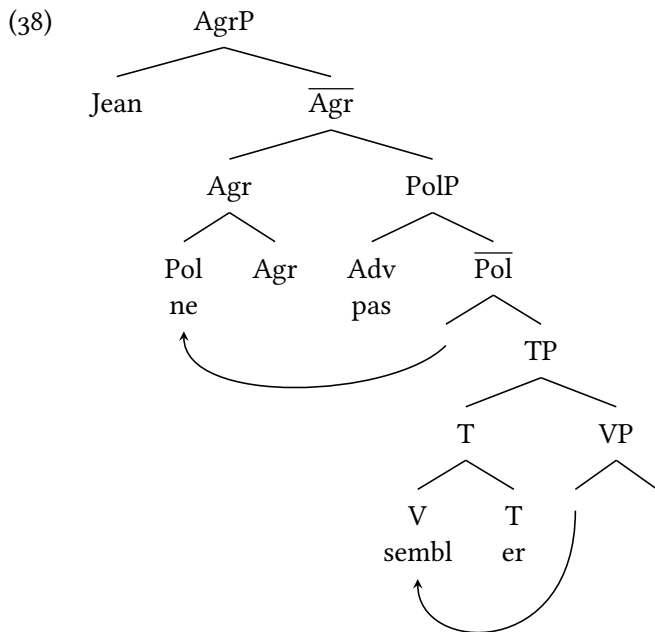 (38) AgrP
Jean Agr
Agr PolP
Pol Agr Adv Pol
ne pas
TP
T VP
V T
sembl er